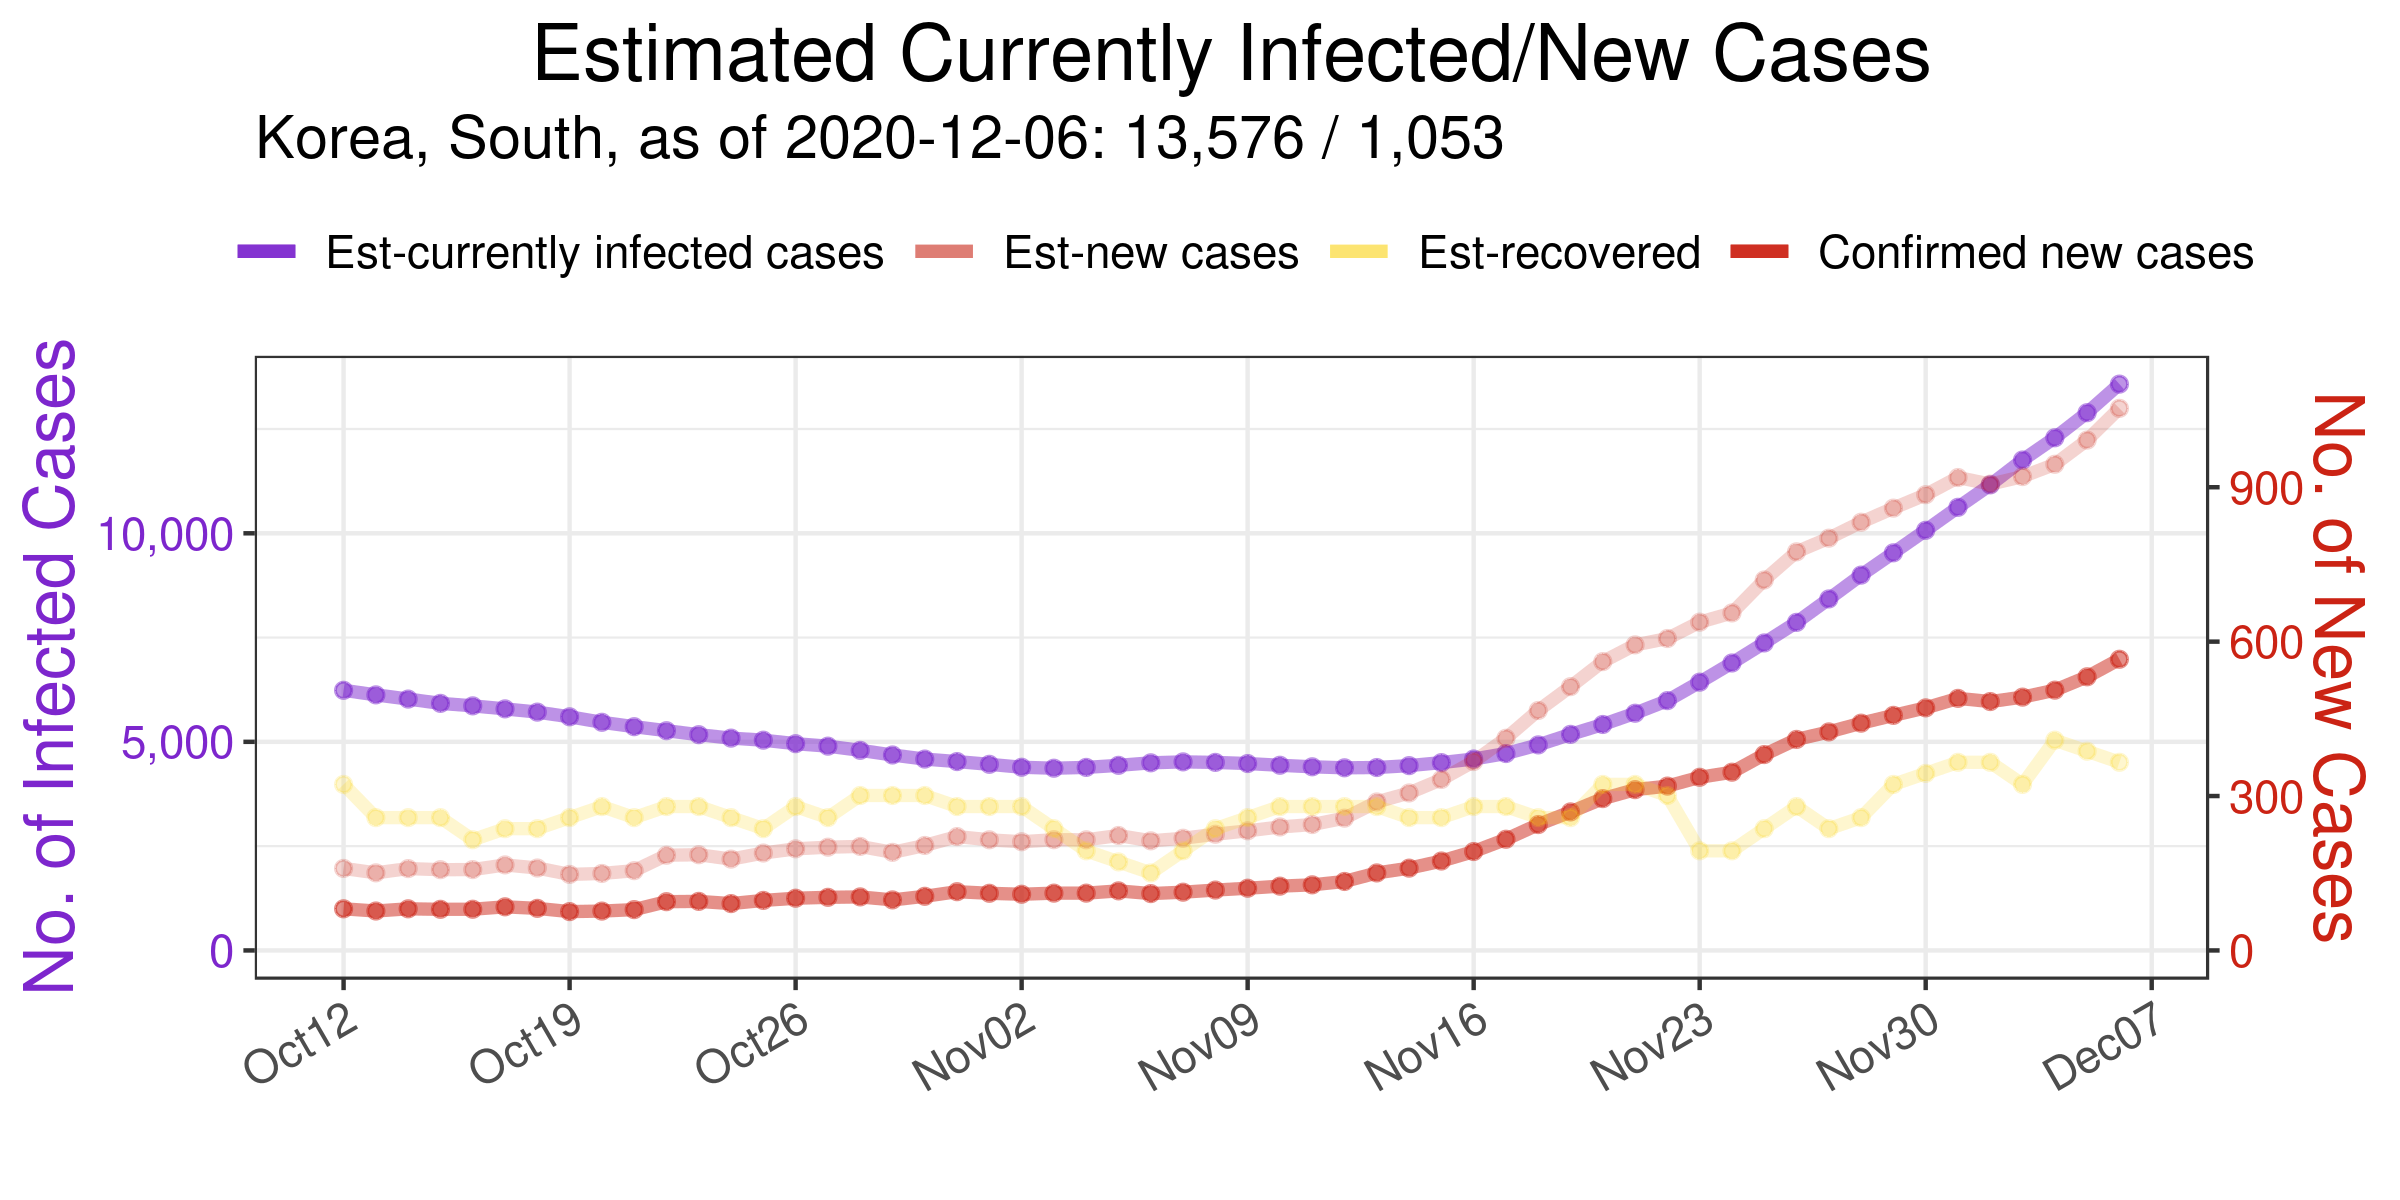 Estimated Currently Infected/New Cases
Korea, South, as of 2020-12-06: 13,576 / 1,053
Est-currently infected cases Est-new cases Est-recovered Confirmed new cases
No. of Infected Cases
10,000
5,000
0
No. of New Cases
900
600
300
0
Oct12 Oct19 Oct26 Nov02 Nov09 Nov16 Nov23 Nov30 Dec07